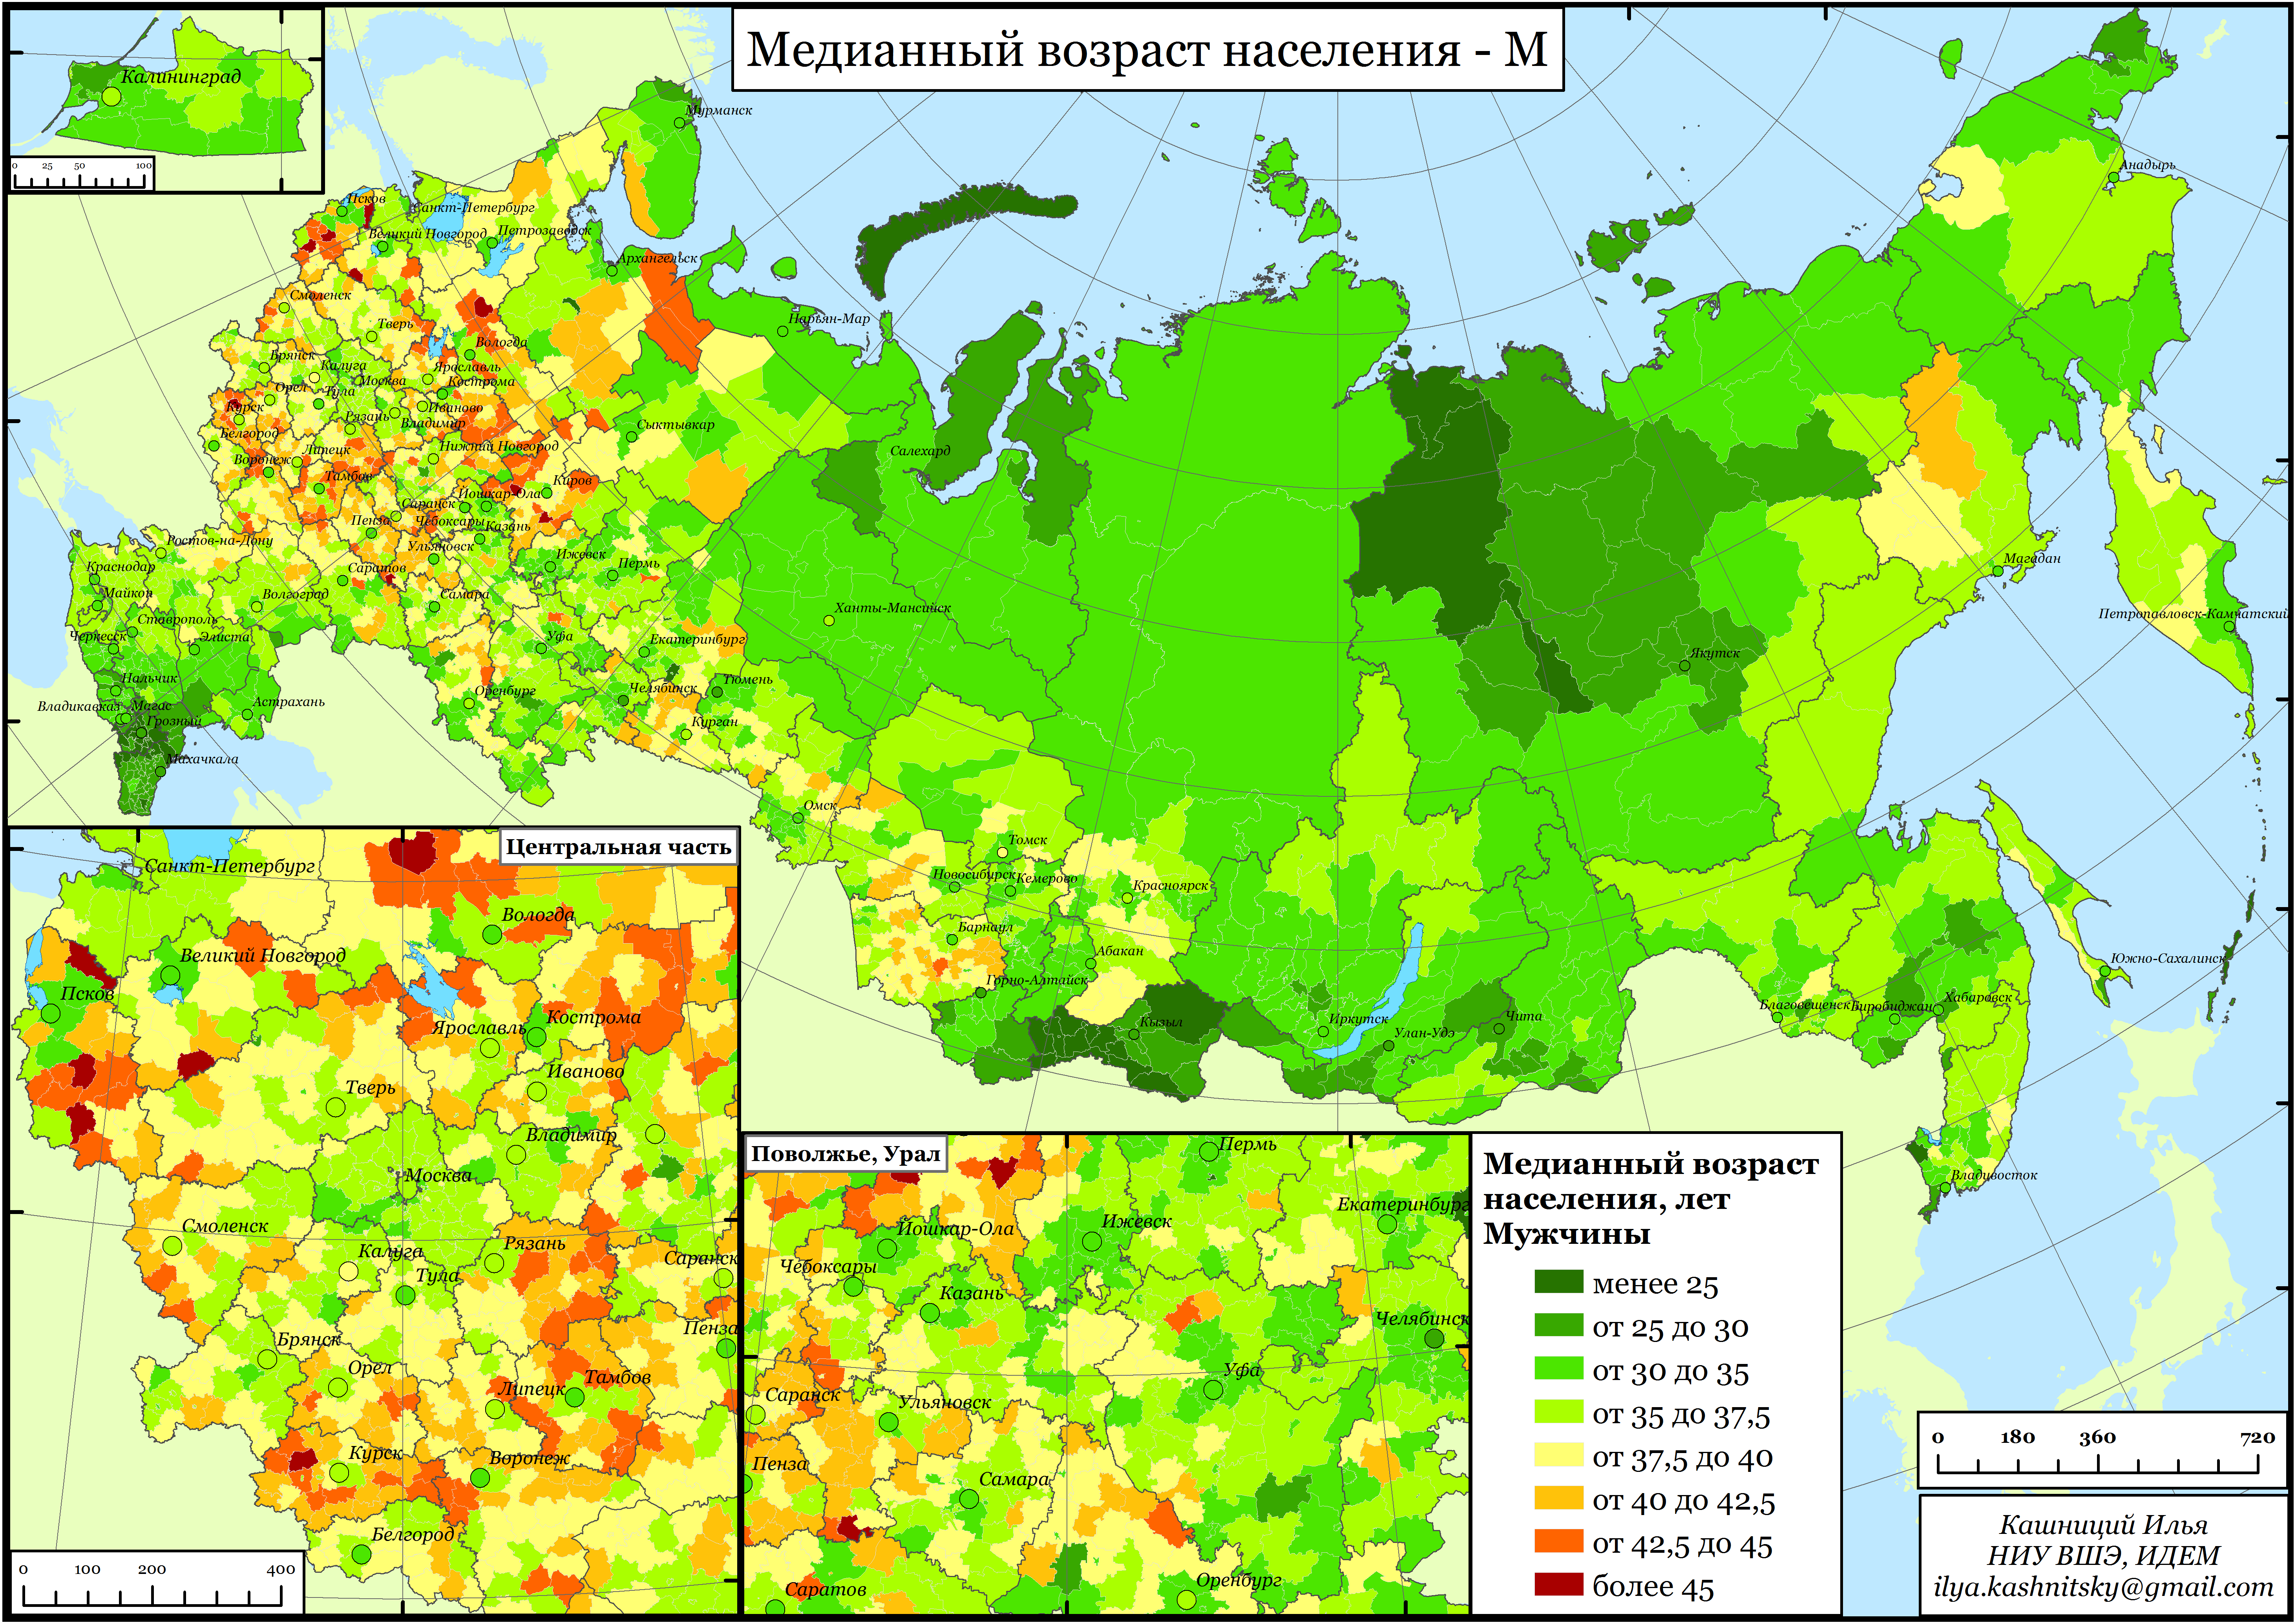 Медианный возраст населения - М
Калининград
0 25 50 100
Мурманск
Псков
Санкт-Петербург
Великий Новгород
Петрозаводск
Архангельск
Анадырь
Смоленск
Тверь
Вологда
Нарьян-Мар
Брянск
Калуга
Москва
Ярославль
Кострома
Орел
Тула
Курск
Рязань
Иваново
Владимир
Белгород
Липецк
Нижний Новгород
Сыктывкар
Салехард
Воронеж
Тамбов
Киров
Йошкар-Ола
Саранск
Пенза
Чебоксары
Казань
Ростов-на-Дону
Ульяновск
Ижевск
Пермь
Краснодар
Саратов
Майкоп
Волгоград
Самара
Ставрополь
Черкесск
Элиста
Уфа
Екатеринбург
Ханты-Мансийск
Магадан
Петропавловск-Камчатский
Якутск
Нальчик
Владикавказ
Магас
Грозный
Астрахань
Оренбург
Челябинск
Тюмень
Курган
Махачкала
Омск
Томск
Новосибирск
Кемерово
Красноярск
Барнаул
Абакан
Горно-Алтайск
Кызыл
Иркутск
Улан-Удэ
Чита
Благовещенск
Биробиджан
Хабаровск
Южно-Сахалинск
Владивосток
Центральная часть
Санкт-Петербург
Вологда
Великий Новгород
Псков
Ярославль
Кострома
Иваново
Тверь
Владимир
Москва
Смоленск
Калуга
Рязань
Тула
Саранск
Пенза
Брянск
Орел
Липецк
Тамбов
Курск
Воронеж
Белгород
0 100 200 400
Поволжье, Урал
Пермь
Екатеринбург
Йошкар-Ола
Ижевск
Чебоксары
Казань
Челябинск
Уфа
Саранск
Ульяновск
Пенза
Самара
Саратов
Оренбург
Медианный возраст
населения, лет
Мужчины
менее 25
от 25 до 30
от 30 до 35
от 35 до 37,5
от 37,5 до 40
от 40 до 42,5
от 42,5 до 45
более 45
0 180 360 720
Кашницкий Илья
НИУ ВШЭ, ИДЕМ
ilya.kashnitsky@gmail.com